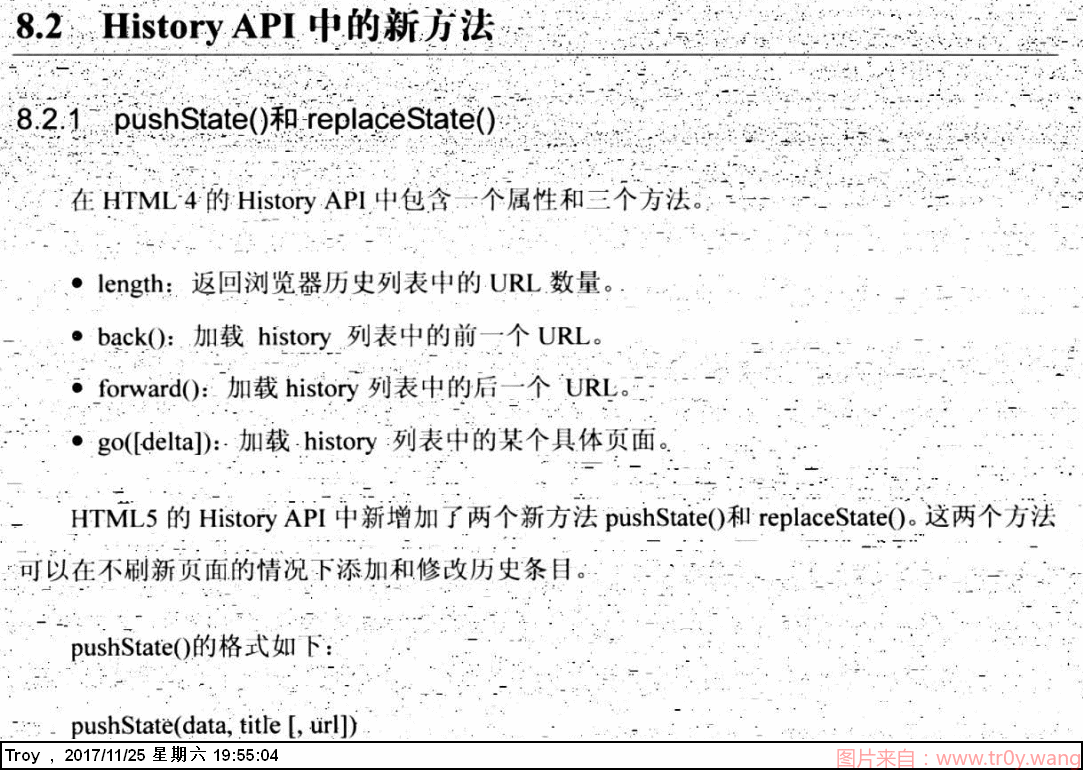 8.2 History API 中的新方法
8.2.1 pushState()和 replaceState()
在 HTML 4 的 History API 中包含一个属性和三个方法。
● length：返回浏览器历史列表中的 URL 数量。
● back()：加载 history 列表中的前一个 URL。
● forward()：加载 history 列表中的后一个 URL。
● go([delta])：加载 history 列表中的某个具体页面。
HTML5 的 History API 中新增加了两个新方法 pushState()和 replaceState()。这两个方法
可以在不刷新页面的情况下添加和修改历史条目。
pushState()的格式如下：
pushState(data, title [, url])
Troy , 2017/11/25 星期六 19:55:04
图片来自：www.tr0y.wang